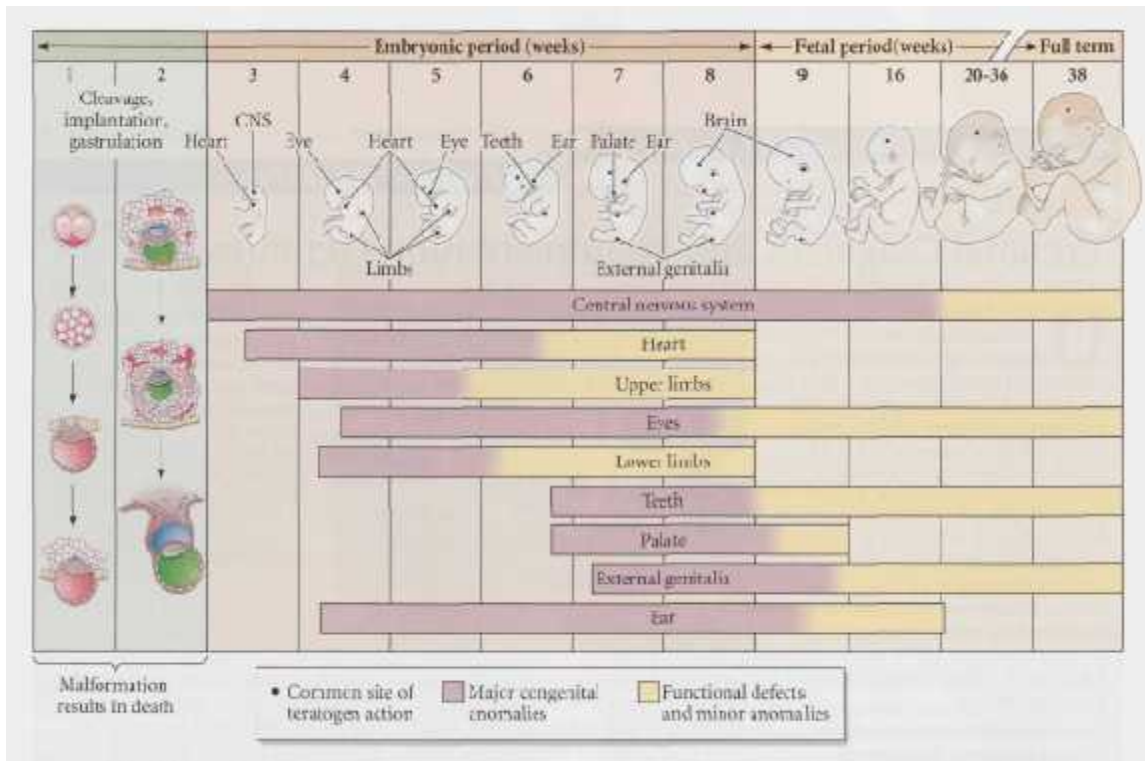 Embryonic period (weeks)
Fetal period(weeks)
Full term
1 2 3 4 5 6 7 8 9 16 20-36 38
Cleavage,
implantation,
gastrulation
CNS
Brain
Heart Eye Heart Eye Teeth Ear Palate Ear
Limbs
External genitalia
Central nervous system
Heart
Upper limbs
Eyes
Lower limbs
Teeth
Palate
External genitalia
Ear
Malformation
results in death
• Common site of
teratogen action
Major congenital
anomalies
Functional defects
and minor anomalies